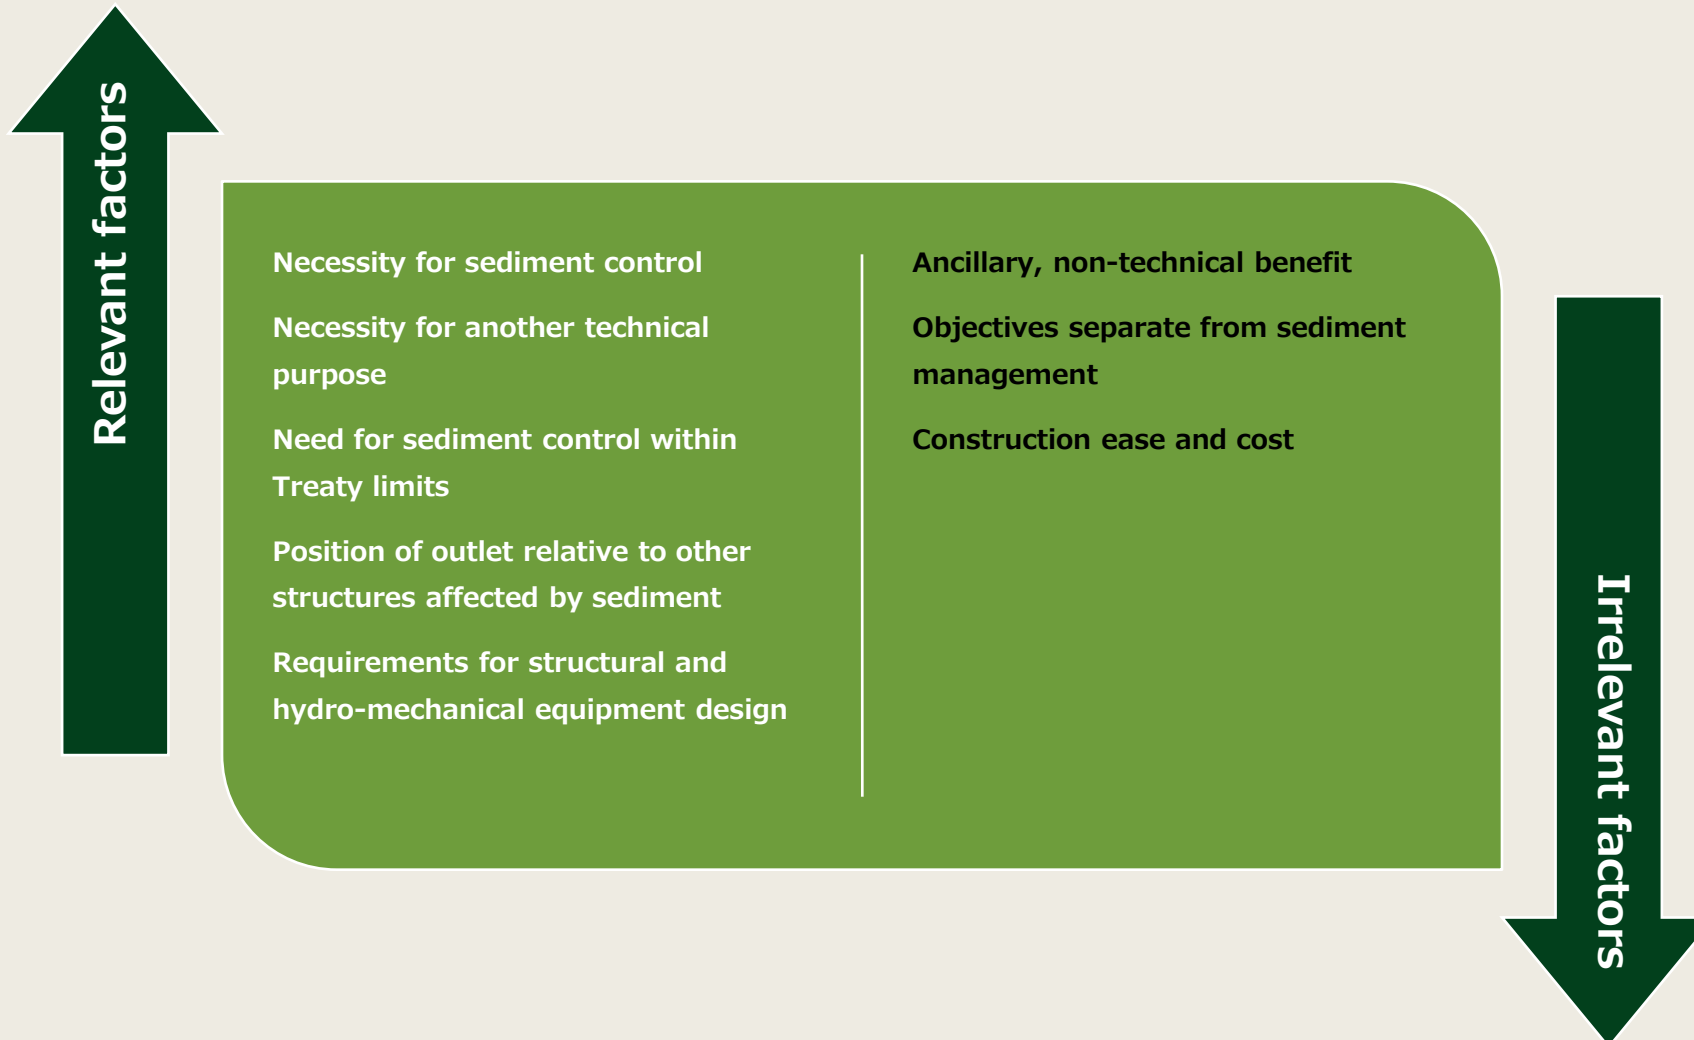 Relevant factors
Necessity for sediment control
Necessity for another technical
purpose
Need for sediment control within
Treaty limits
Position of outlet relative to other
structures affected by sediment
Requirements for structural and
hydro-mechanical equipment design
Ancillary, non-technical benefit
Objectives separate from sediment
management
Construction ease and cost
Irrelevant factors